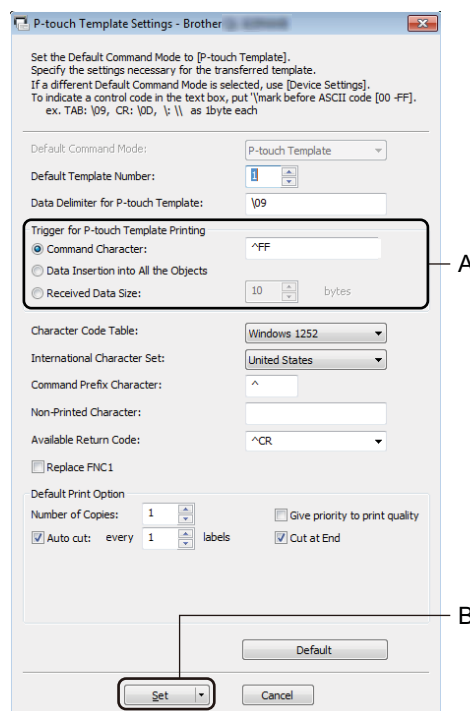 P-touch Template Settings - Brother
Set the Default Command Mode to [P-touch
Template].
Specify the settings necessary for the transferred template.
If a different Default Command Mode is selected, use [Device Settings].
To indicate a control code in the text box, put '\'mark before ASCII code [00 -FF].
ex. TAB: \09, CR: \0D, \: \\ as 1byte
each
Default Command Mode: P-touch Template
Default Template Number: 1
Data Delimiter for P-touch Template: \09
Trigger for P-touch Template Printing
Command Character: ^FF
A
Data Insertion into All the Objects
Received Data Size: 10 bytes
Character Code Table: Windows 1252
International Character Set: United States
Command Prefix Character: ^
Non-Printed Character:
Available Return Code: ^CR
Replace FNC1
Default Print Option
Number of Copies: 1 Give priority to print quality
Auto cut: every 1 labels Cut at End
B
Default
Set Cancel